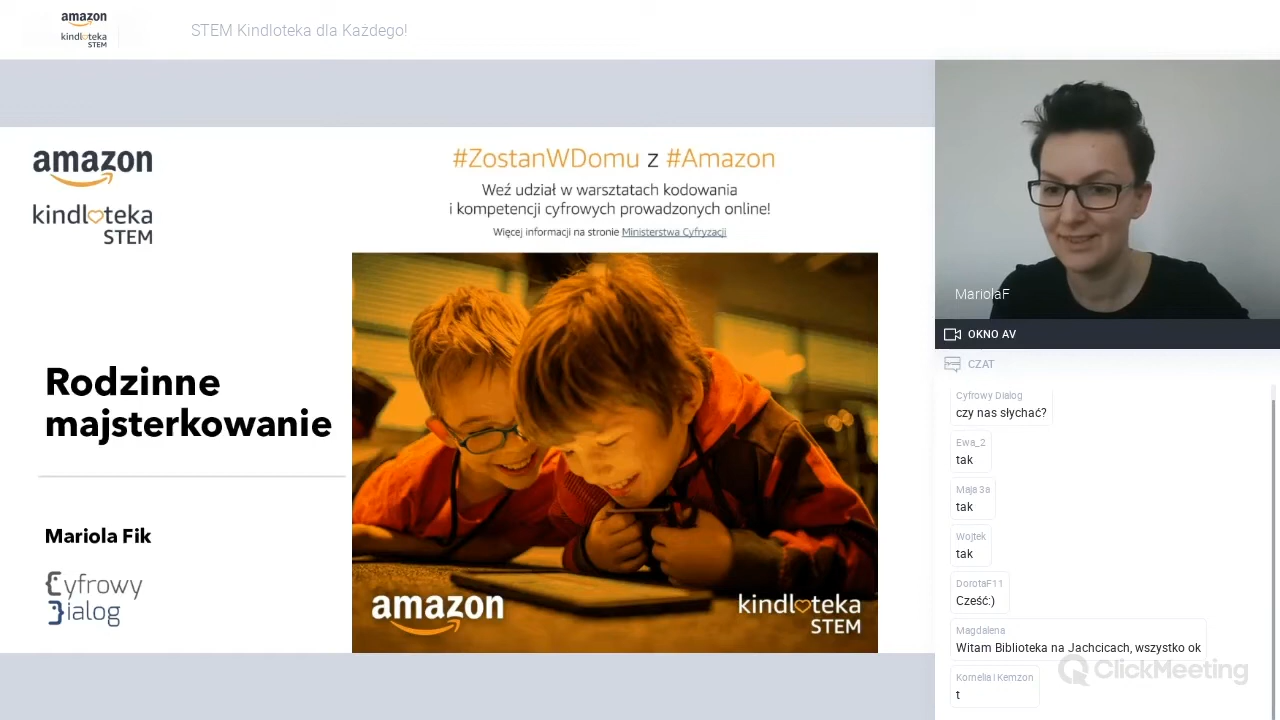 amazon
kindloteka
STEM
STEM Kindloteka dla Każdego!
amazon
kindloteka
STEM
#ZostanWDomu z #Amazon
Weź udział w warsztatach kodowania
i kompetencji cyfrowych prowadzonych online!
Więcej informacji na stronie Ministerstwa Cyfryzacji
Rodzinne
majsterkowanie
Mariola Fik
Cyfrowy
Dialog
amazon
kindloteka
STEM
MariolaF
OKNO AV
CZAT
Cyfrowy Dialog
czy nas słychać?
Ewa_2
tak
Maja 3a
tak
Wojtek
tak
DorotaF11
Cześć:)
Magdalena
Witam Biblioteka na Jachcicach, wszystko ok
ClickMeeting
Kornelia i Kemzon
t